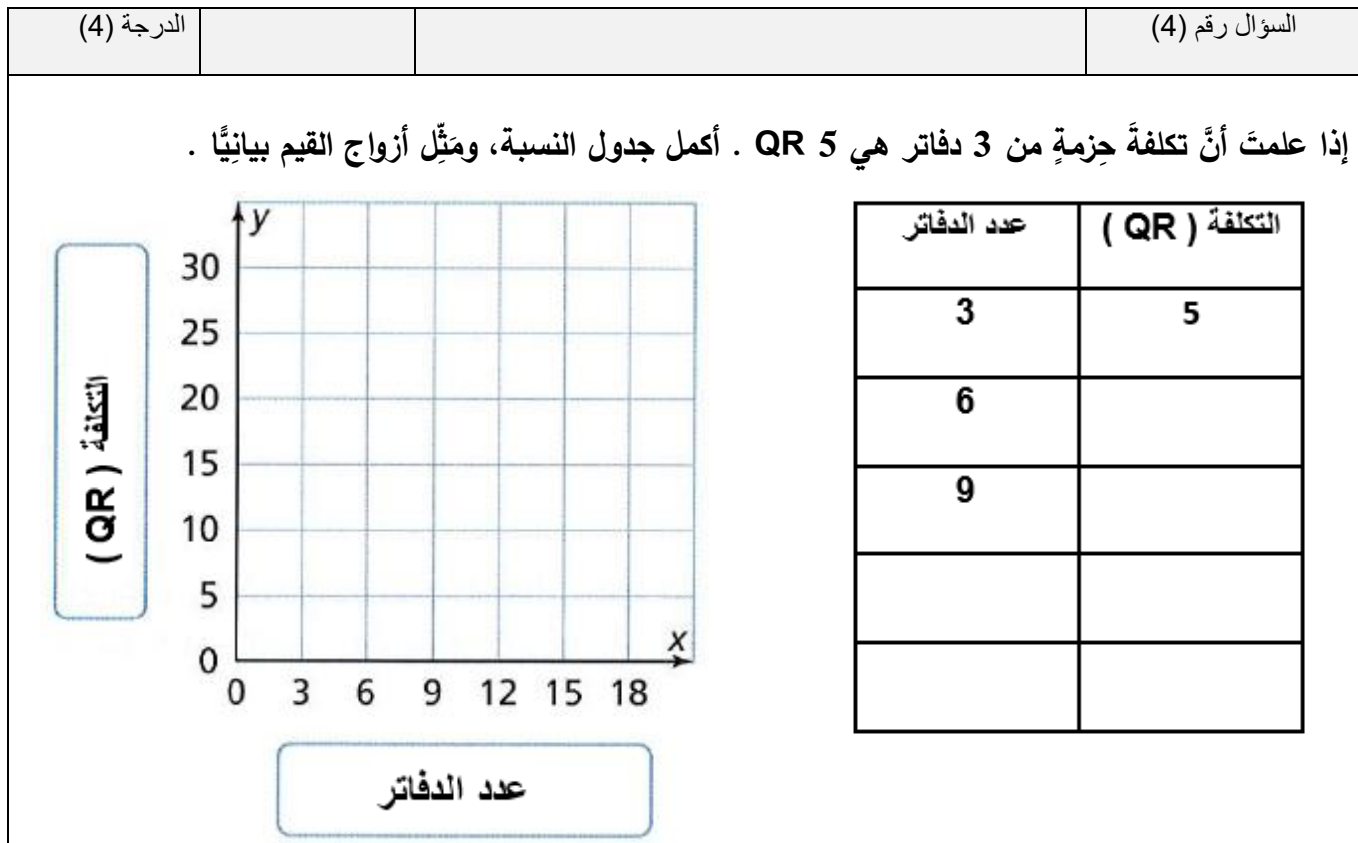 السؤال رقم (4) الدرجة (4)
إذا علمتَ أنَّ تكلفةَ حِزمةٍ من 3 دفاتر هي 5 QR . أكمل جدول النسبة، ومَثِّل أزواج القيم بيانيًّا .
التكلفة ( QR ) عدد الدفاتر
5 3
6
9
y
30
25
20
15
10
5
0
x
0 3 6 9 12 15 18
التكلفة ( QR )
عدد الدفاتر